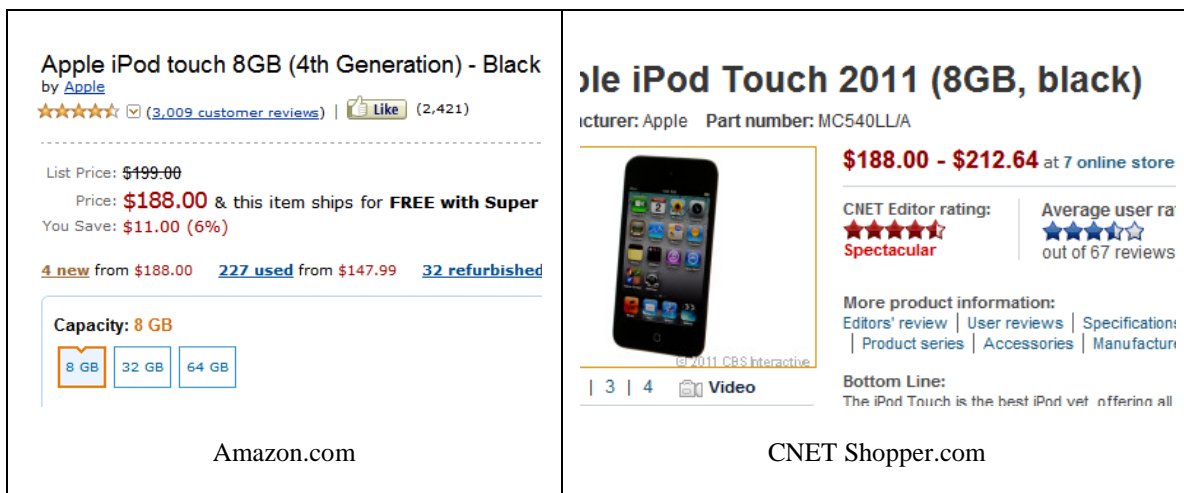 Apple iPod touch 8GB (4th Generation) - Black
by Apple
(3,009 customer reviews) | Like (2,421)
List Price: $199.00
Price: $188.00 & this item ships for FREE with Super
You Save: $11.00 (6%)
4 new from $188.00 227 used from $147.99 32 refurbished
Capacity: 8 GB
8 GB 32 GB 64 GB
Amazon.com
ple iPod Touch 2011 (8GB, black)
cturer: Apple Part number: MC540LL/A
$188.00 - $212.64 at 7 online store
CNET Editor rating:
Spectacular
Average user ra
out of 67 reviews
More product information:
Editors' review | User reviews | Specifications
| Product series | Accessories | Manufacture
© 2011 CBS Interactive
| 3 | 4 Video
Bottom Line:
The iPod Touch is the best iPod yet, offering all
CNET Shopper.com